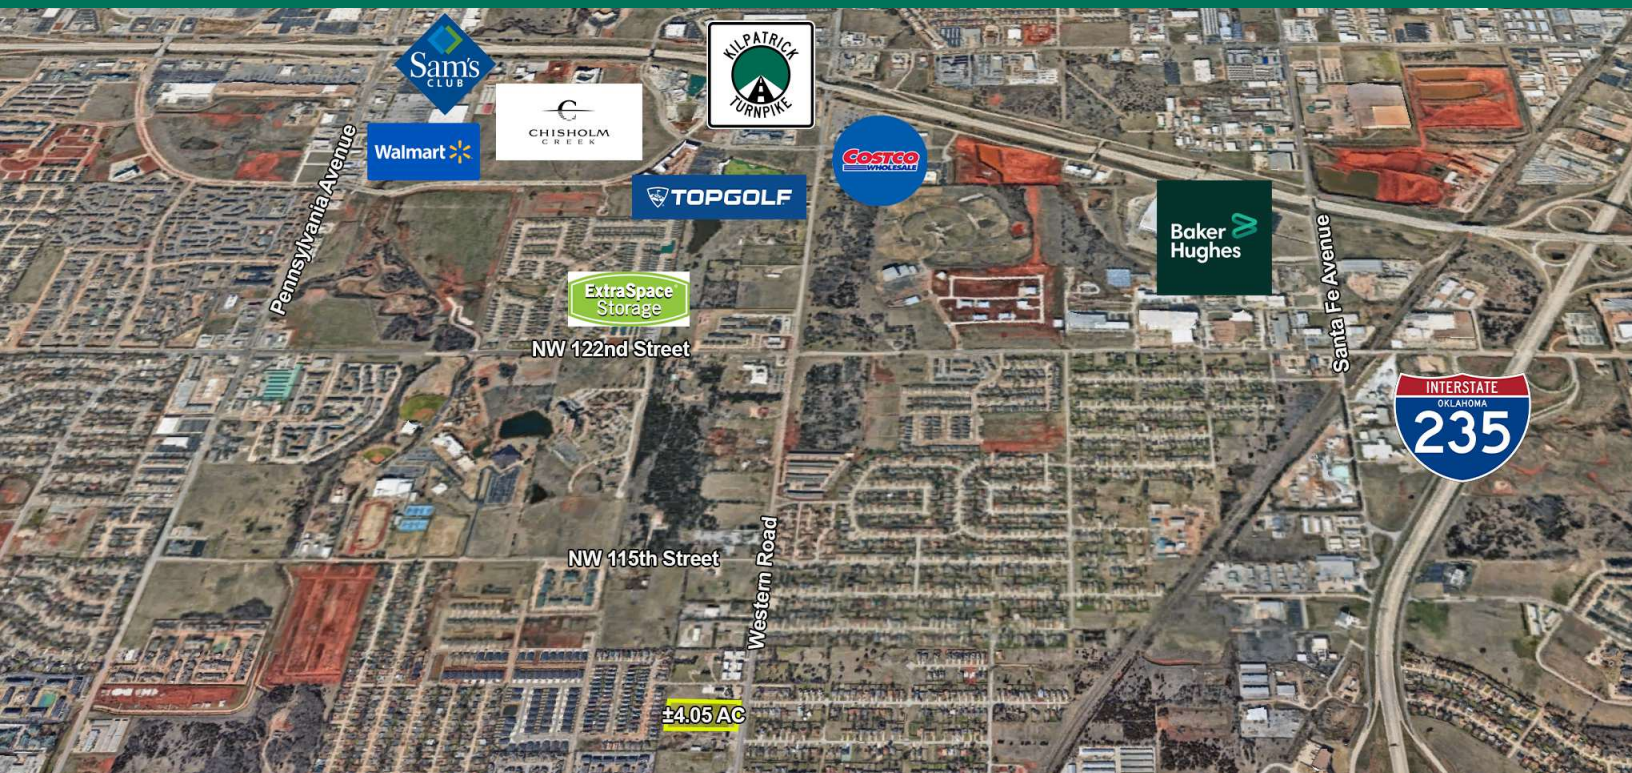 Sam's
CLUB
KILPATRICK
TURNPIKE
C
CHISHOLM
CREEK
Walmart
COSTCO
WHOLESALE
TOPGOLF
Pennsylvania Avenue
Baker
Hughes
Santa Fe Avenue
ExtraSpace
Storage
NW 122nd Street
INTERSTATE
OKLAHOMA
235
NW 115th Street
Western Road
±4.05 AC